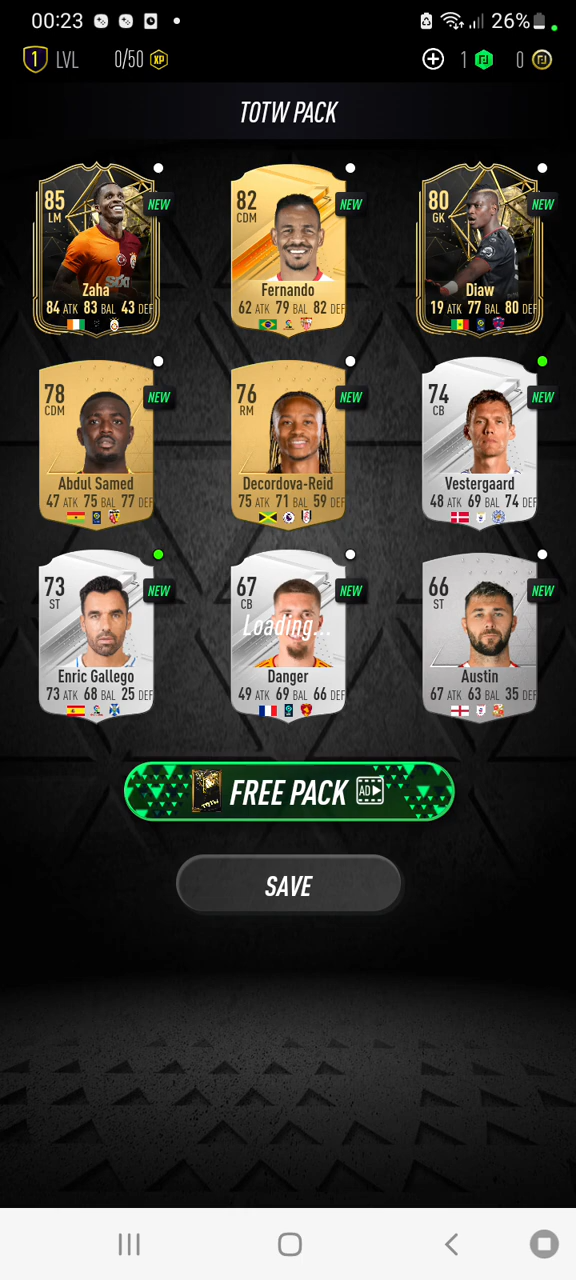 00:23 26%
1 LVL 0/50 XP 1 0
TOTW PACK
85 LM NEW
Zaha
84 ATK 83 BAL 43 DEF
82 CDM NEW
Fernando
62 ATK 79 BAL 82 DEF
80 GK NEW
Diaw
19 ATK 77 BAL 80 DEF
78 CDM NEW
Abdul Samed
47 ATK 75 BAL 77 DEF
76 RM NEW
Decordova-Reid
75 ATK 71 BAL 59 DEF
74 CB NEW
Vestergaard
48 ATK 69 BAL 74 DEF
73 ST NEW
Enric Gallego
73 ATK 68 BAL 25 DEF
67 CB NEW
Loading...
Danger
49 ATK 69 BAL 66 DEF
66 ST NEW
Austin
67 ATK 63 BAL 35 DEF
TOTW FREE PACK AD
SAVE